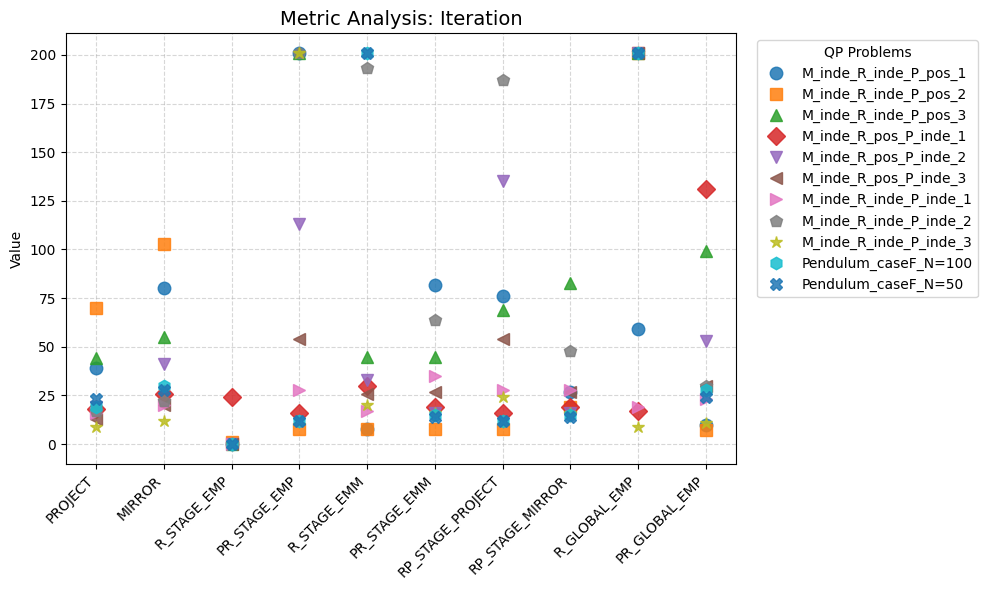 Metric Analysis: Iteration
Value
200
175
150
125
100
75
50
25
0
PROJECT
MIRROR
R_STAGE_EMP
PR_STAGE_EMP
R_STAGE_EMM
PR_STAGE_EMM
RP_STAGE_PROJECT
RP_STAGE_MIRROR
R_GLOBAL_EMP
PR_GLOBAL_EMP
QP Problems
M_inde_R_inde_P_pos_1
M_inde_R_inde_P_pos_2
M_inde_R_inde_P_pos_3
M_inde_R_pos_P_inde_1
M_inde_R_pos_P_inde_2
M_inde_R_pos_P_inde_3
M_inde_R_inde_P_inde_1
M_inde_R_inde_P_inde_2
M_inde_R_inde_P_inde_3
Pendulum_caseF_N=100
Pendulum_caseF_N=50